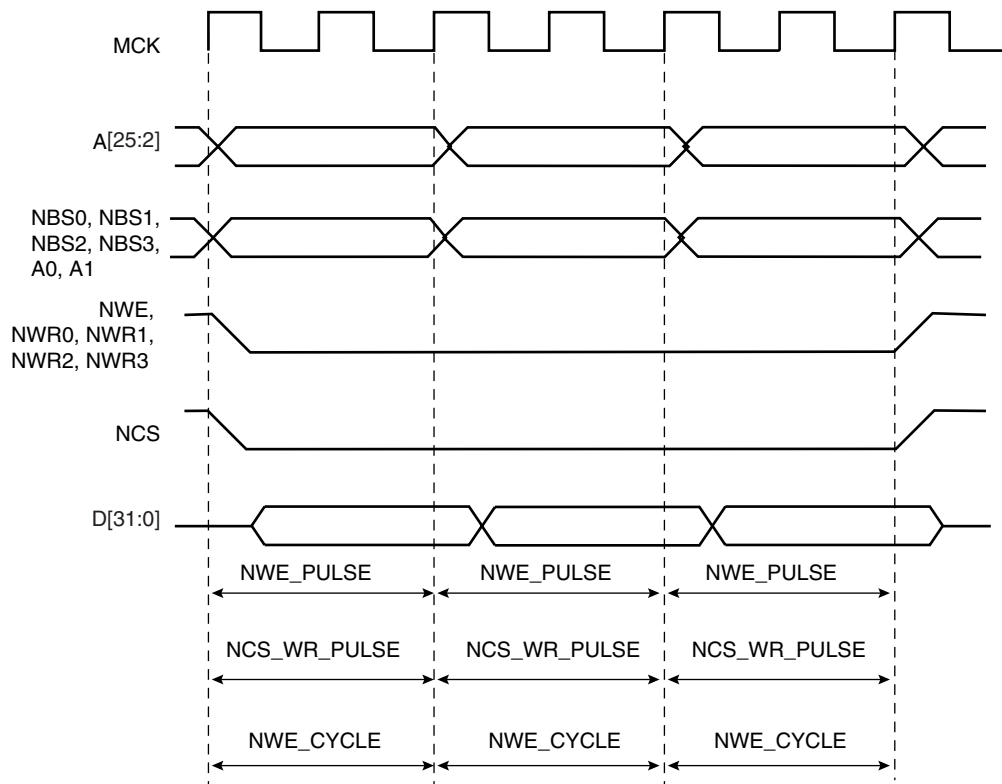 MCK
A[25:2]
NBS0, NBS1,
NBS2, NBS3,
A0, A1
NWE,
NWR0, NWR1,
NWR2, NWR3
NCS
D[31:0]
NWE_PULSE NWE_PULSE NWE_PULSE
NCS_WR_PULSE NCS_WR_PULSE NCS_WR_PULSE
NWE_CYCLE NWE_CYCLE NWE_CYCLE